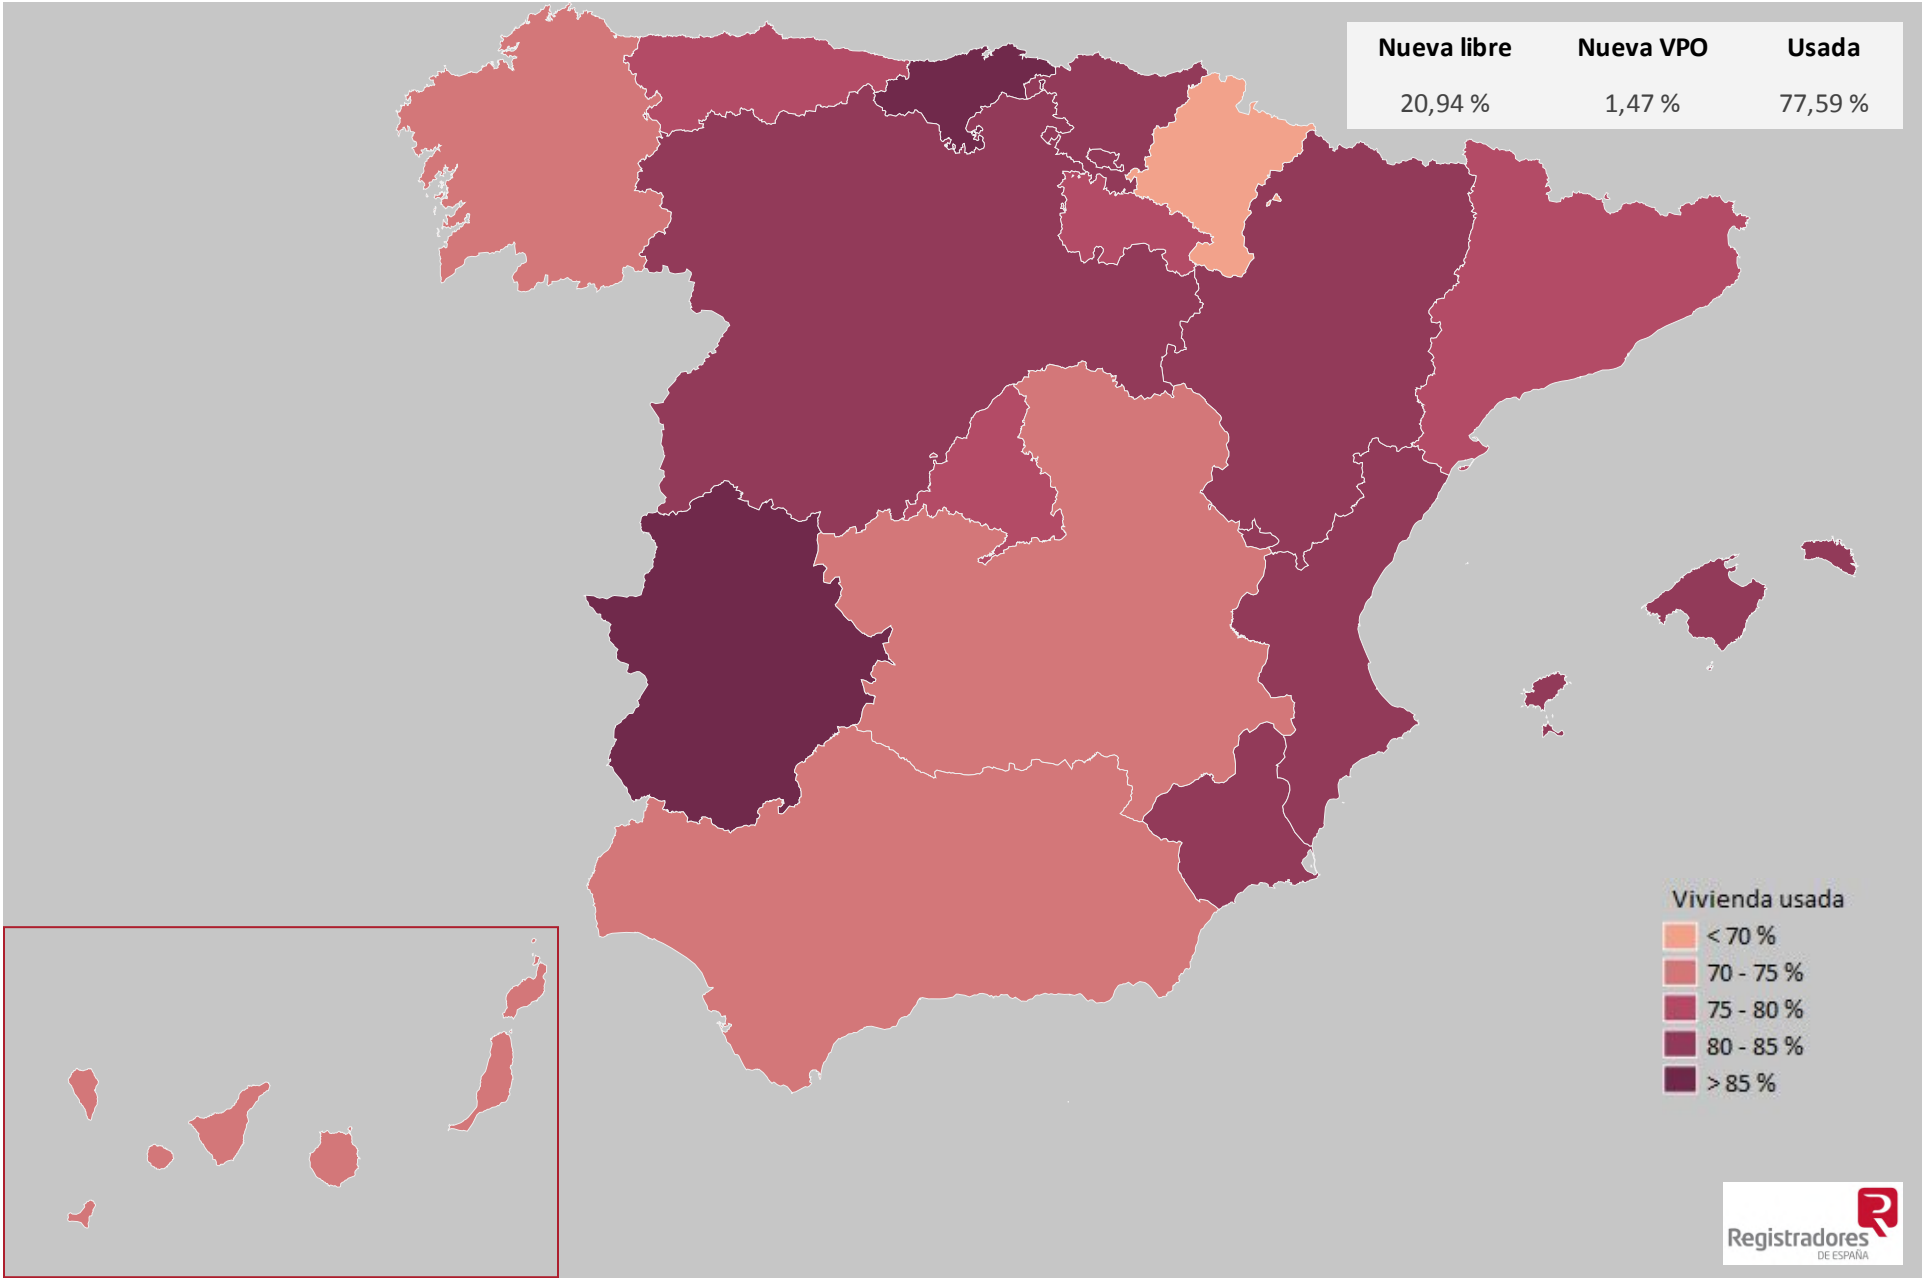 Nueva libre Nueva VPO Usada
20,94 % 1,47 % 77,59 %
Vivienda usada
< 70 %
70 - 75 %
75 - 80 %
80 - 85 %
> 85 %
Registradores
DE ESPAÑA